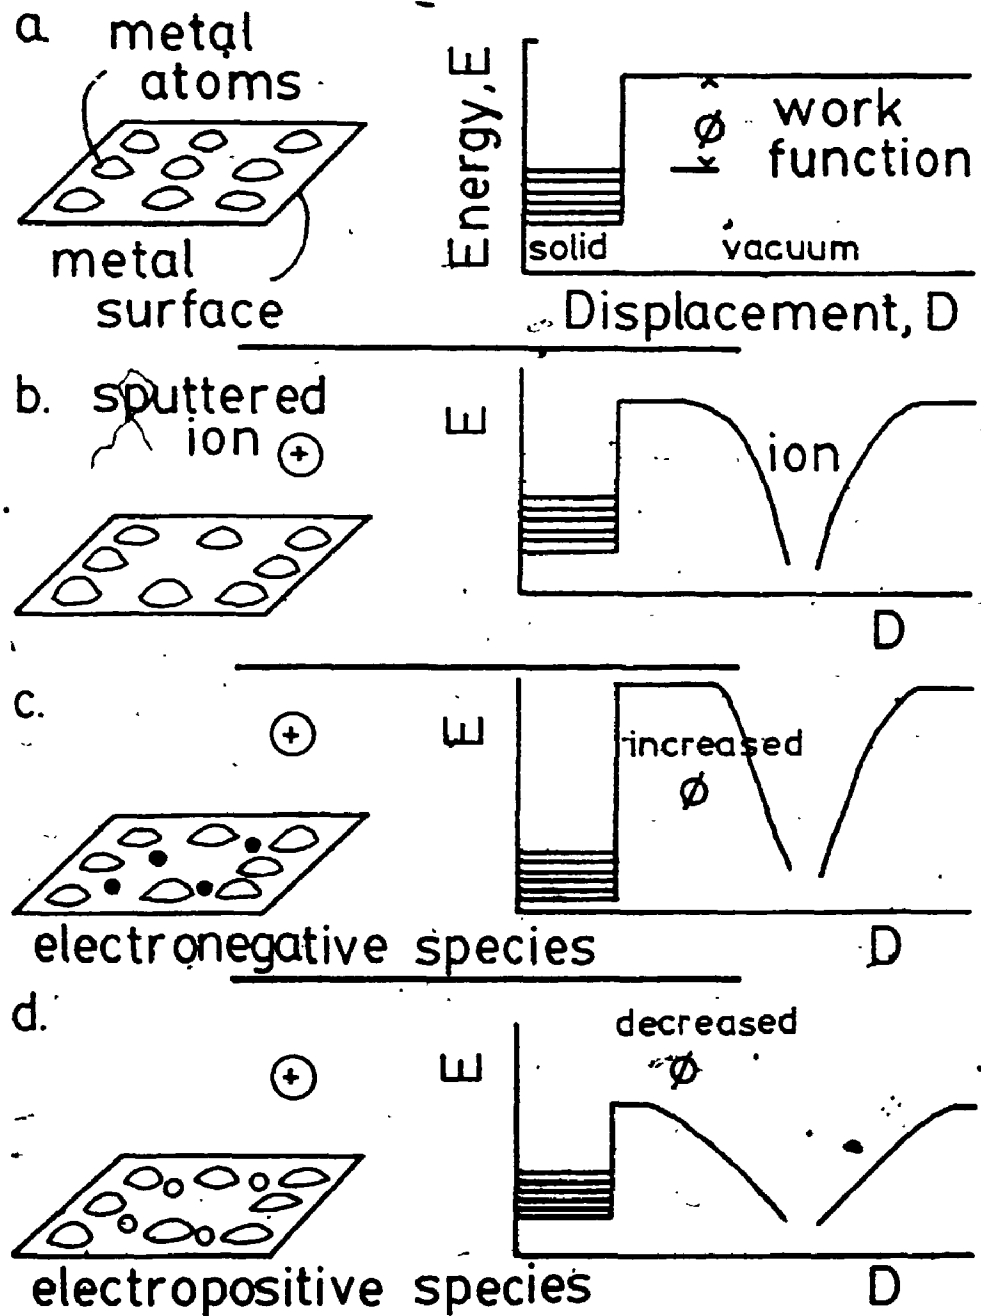 a.
metal
atoms
metal
surface
Energy, E
ϕ
work
function
solid
vacuum
Displacement, D
b. sputtered
ion
+
E
ion
D
c.
+
E
increased
ϕ
electronegative species
D
d.
+
E
decreased
ϕ
electropositive species
D